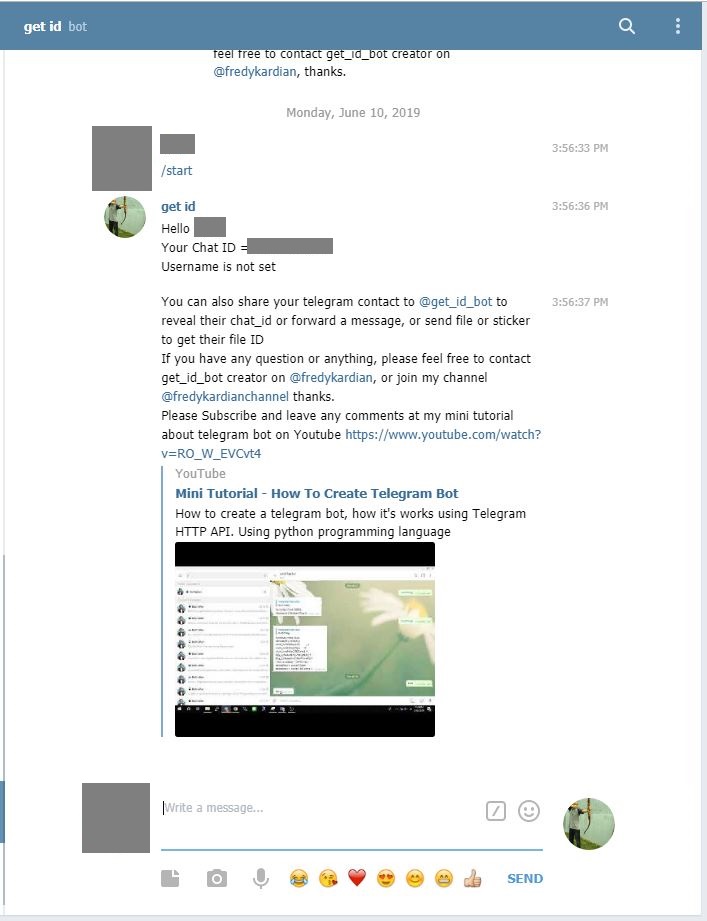 get id bot
feel free to contact get_id_bot creator on
@fredykardian, thanks.
Monday, June 10, 2019
3:56:33 PM
/start
get id 3:56:36 PM
Hello
Your Chat ID =
Username is not set
You can also share your telegram contact to @get_id_bot to 3:56:37 PM
reveal their chat_id or forward a message, or send file or sticker
to get their file ID
If you have any question or anything, please feel free to contact
get_id_bot creator on @fredykardian, or join my channel
@fredykardianchannel thanks.
Please Subscribe and leave any comments at my mini tutorial
about telegram bot on Youtube https://www.youtube.com/watch?
v=RO_W_EVCvt4
YouTube
Mini Tutorial - How To Create Telegram Bot
How to create a telegram bot, how it's works using Telegram
HTTP API. Using python programming language
Write a message...
SEND